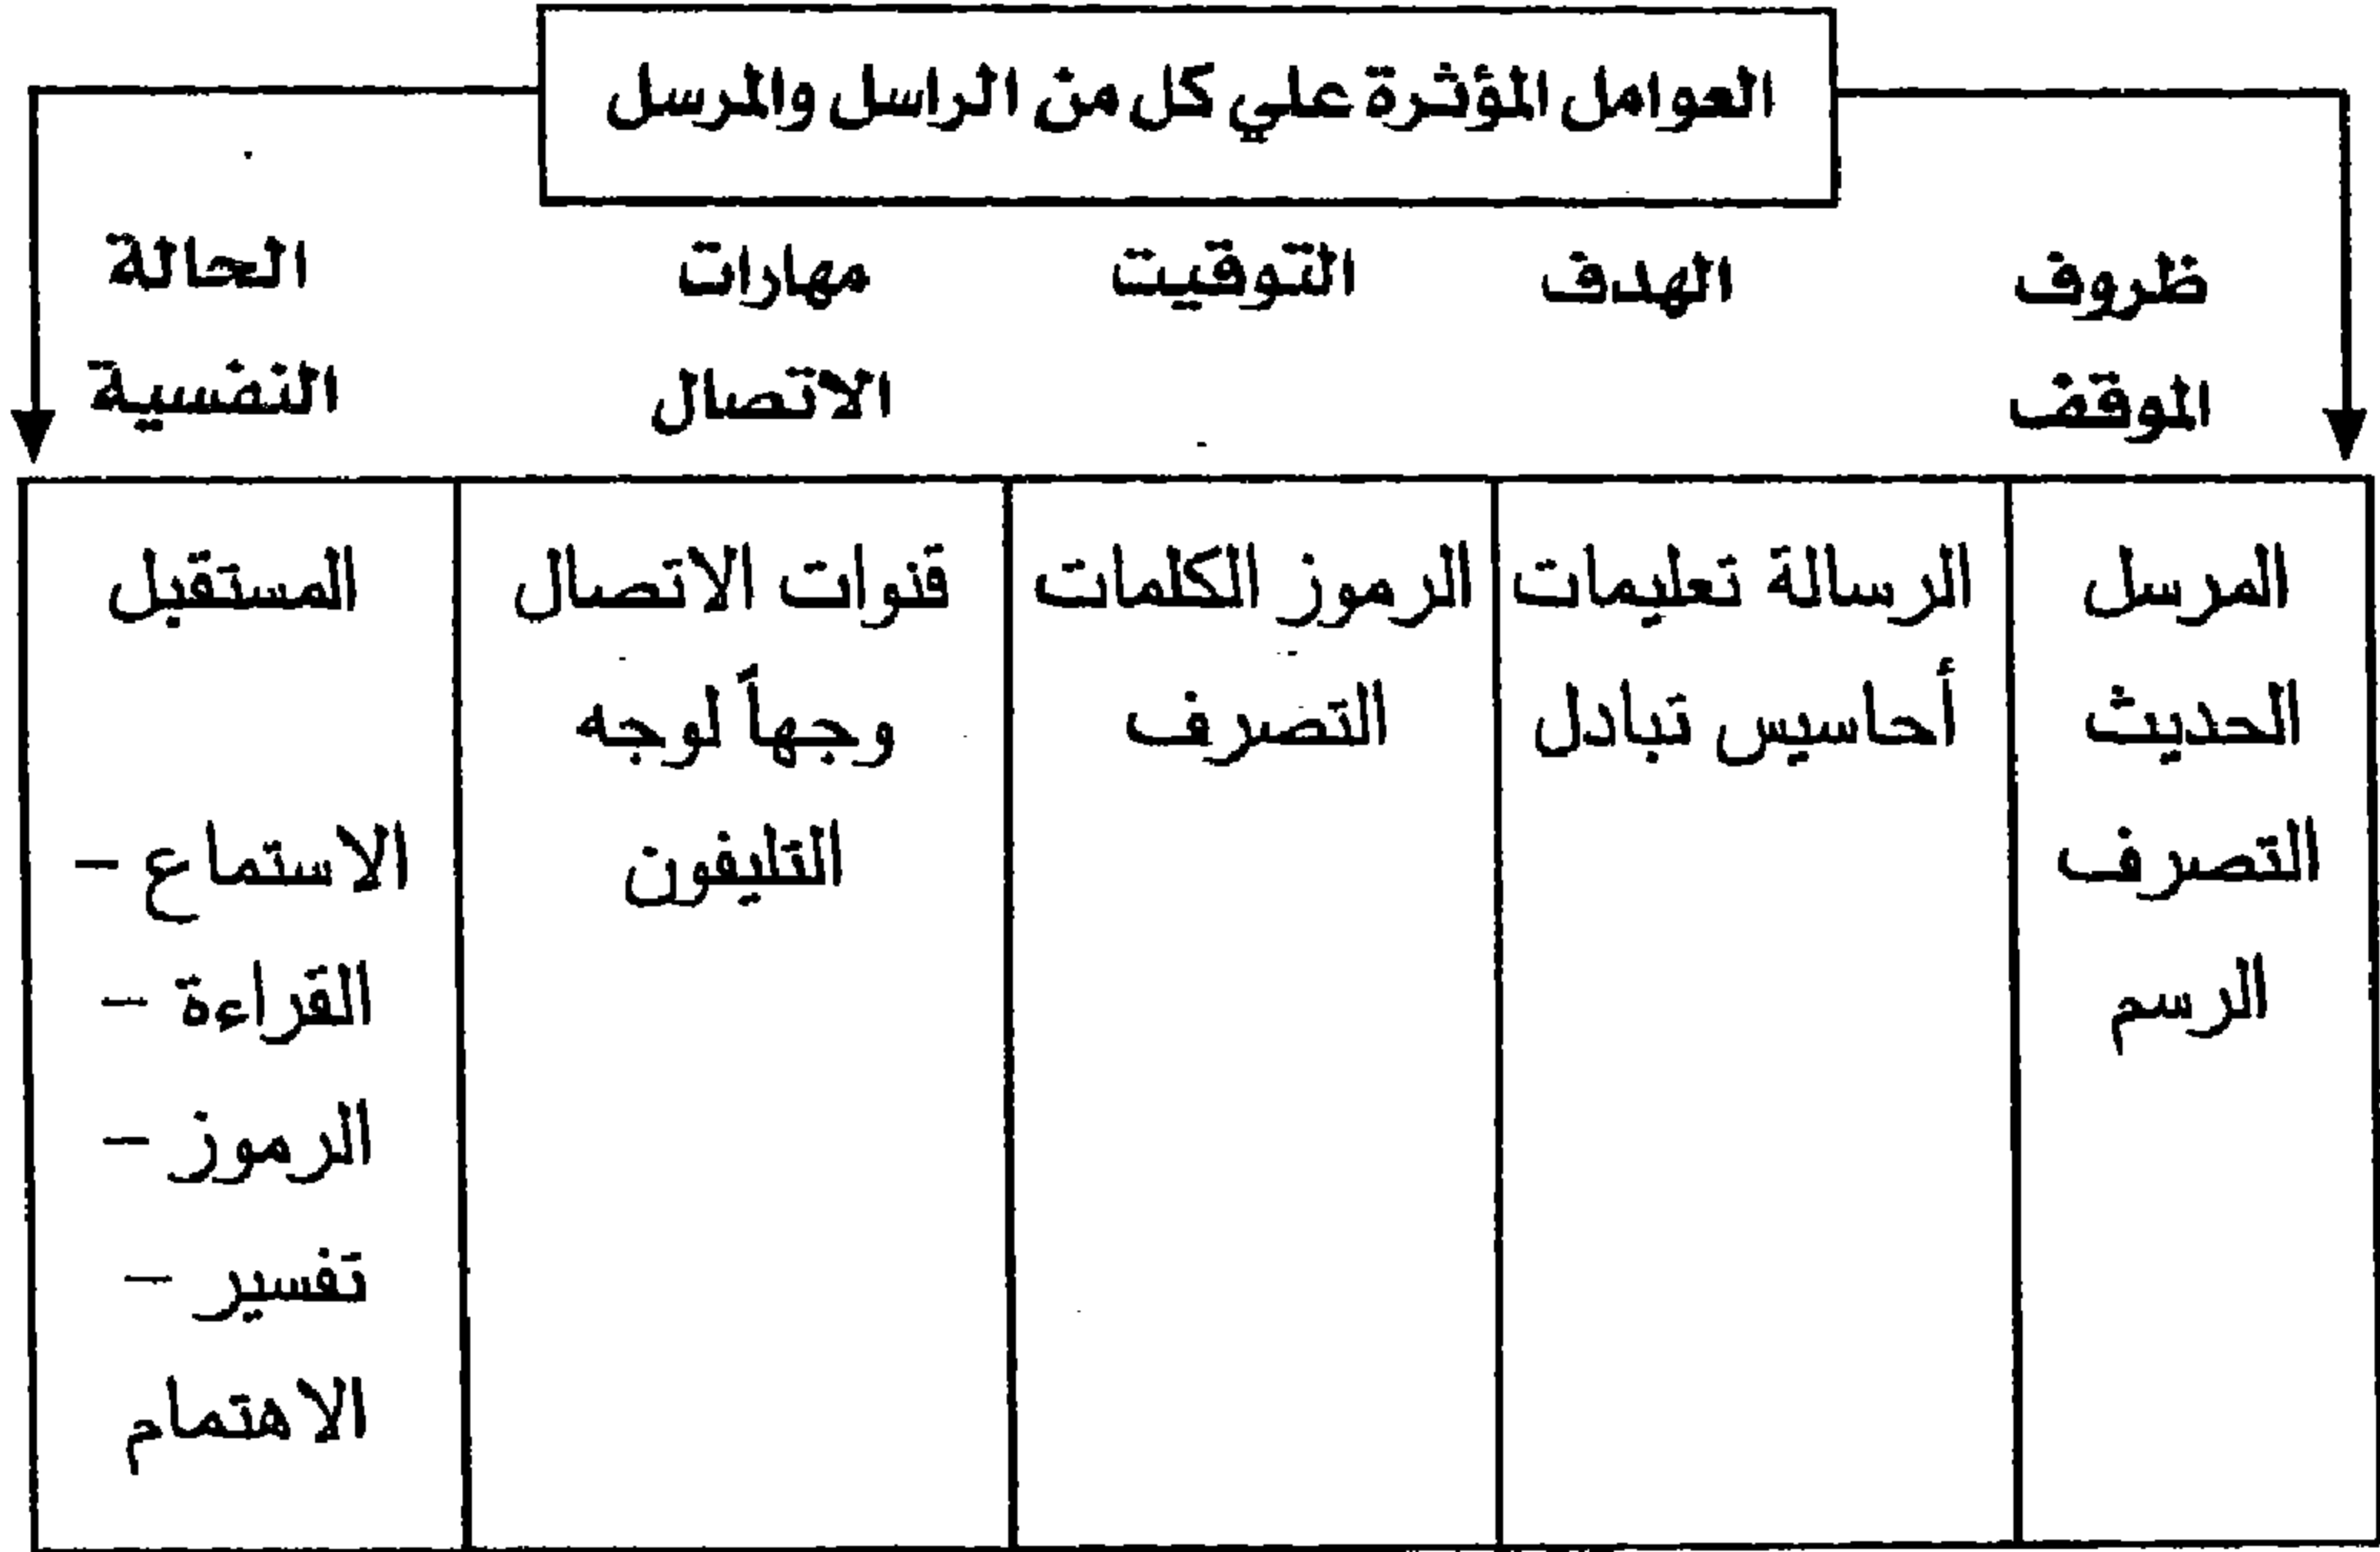 العوامل المؤثرة علي كل من الراسل والمرسل
ظروف
الموقف
الهدف
التوقيت
مهارات
الاتصال
الحالة
النفسية
المرسل
الحديث
التصرف
الرسم
الرسالة تعليمات
أحاسيس تبادل
الرموز الكلمات
التصرف
قنوات الاتصال
وجهاً لوجه
التليفون
المستقبل
الاستماع –
القراءة –
الرموز –
تفسير –
الاهتمام